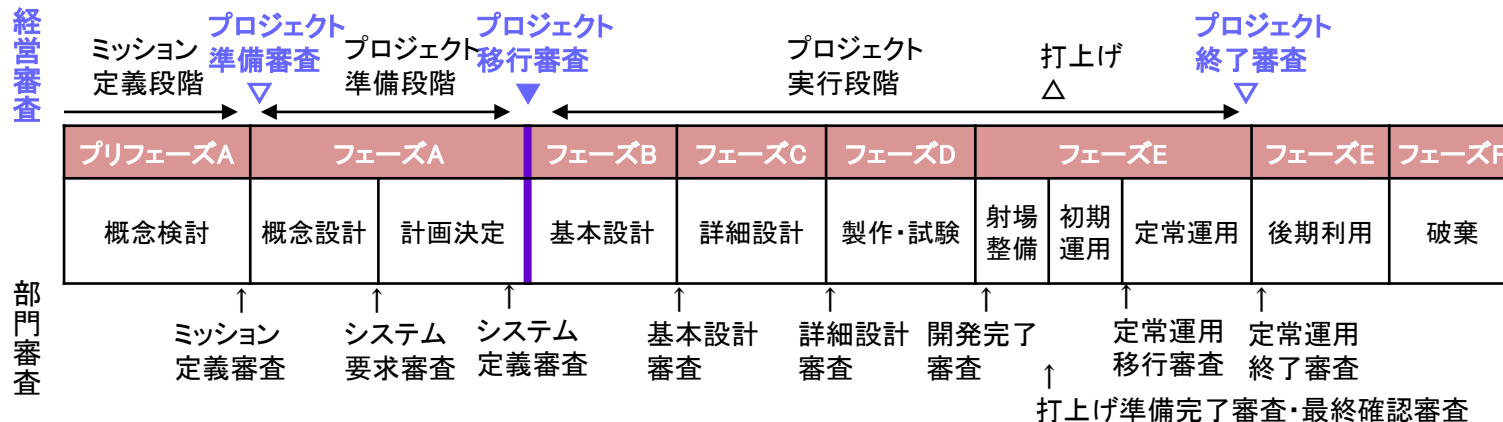 経営審査
ミッション
定義段階
プロジェクト
準備審査
▽
プロジェクト
準備段階
プロジェクト
移行審査
▼
プロジェクト
実行段階
打上げ
△
プロジェクト
終了審査
▽
プリフェーズA
フェーズA
フェーズB
フェーズC
フェーズD
フェーズE
フェーズE
フェーズF
概念検討
概念設計
計画決定
基本設計
詳細設計
製作・試験
射場
整備
初期
運用
定常運用
後期利用
破棄
部門審査
↑
ミッション
定義審査
↑
システム
要求審査
↑
システム
定義審査
↑
基本設計
審査
↑
詳細設計
審査
↑
開発完了
審査
↑
打上げ準備完了審査・最終確認審査
↑
定常運用
移行審査
↑
定常運用
終了審査